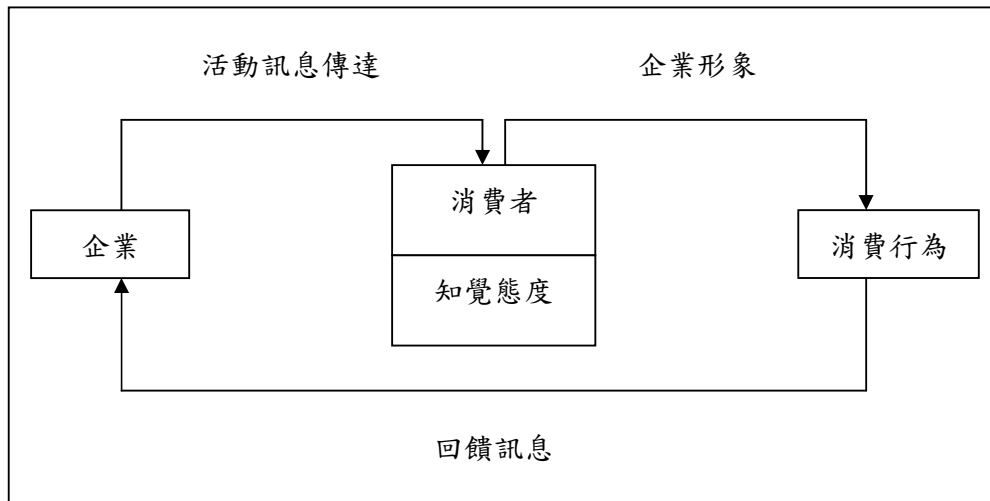 活動訊息傳達
企業形象
消費者
企業
消費行為
知覺態度
回饋訊息